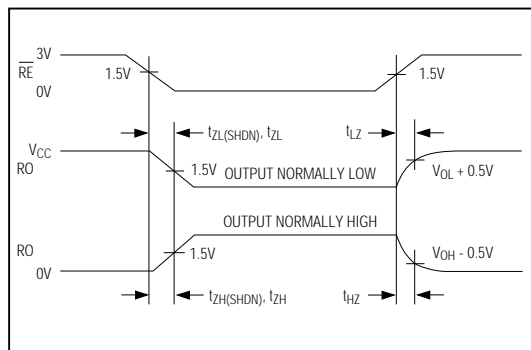 3V
RE
1.5V
1.5V
0V
tZL(SHDN), tZL
tLZ
VCC
RO
1.5V
OUTPUT NORMALLY LOW
VOL + 0.5V
OUTPUT NORMALLY HIGH
RO
1.5V
VOH - 0.5V
0V
tZH(SHDN), tZH
tHZ